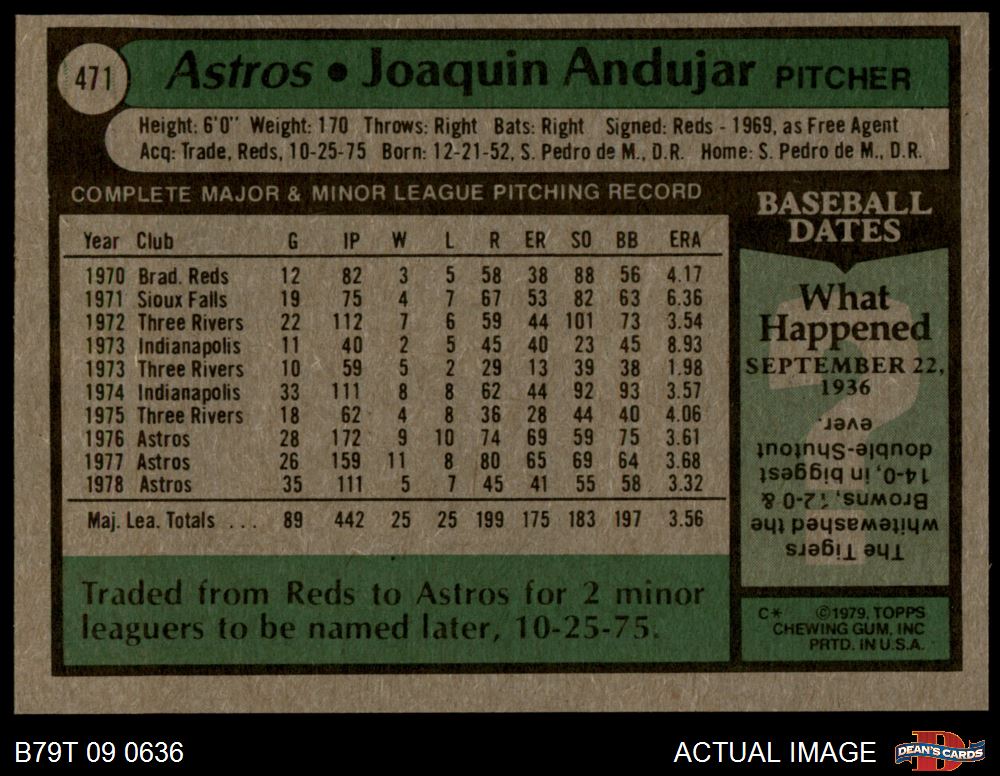 471
Astros • Joaquin Andujar PITCHER
Height: 6'0" Weight: 170 Throws: Right Bats: Right Signed: Reds - 1969, as Free Agent
Acq: Trade, Reds, 10-25-75 Born: 12-21-52, S. Pedro de M., D.R. Home: S. Pedro de M., D.R.
COMPLETE MAJOR & MINOR LEAGUE PITCHING RECORD
Year Club G IP W L R ER SO BB ERA
1970 Brad. Reds 12 82 3 5 58 38 88 56 4.17
1971 Sioux Falls 19 75 4 7 67 53 82 63 6.36
1972 Three Rivers 22 112 7 6 59 44 101 73 3.54
1973 Indianapolis 11 40 2 5 45 40 23 45 8.93
1973 Three Rivers 10 59 5 2 29 13 39 38 1.98
1974 Indianapolis 33 111 8 8 62 44 92 93 3.57
1975 Three Rivers 18 62 4 8 36 28 44 40 4.06
1976 Astros 28 172 9 10 74 69 59 75 3.61
1977 Astros 26 159 11 8 80 65 69 64 3.68
1978 Astros 35 111 5 7 45 41 55 58 3.32
Maj. Lea. Totals ... 89 442 25 25 199 175 183 197 3.56
Traded from Reds to Astros for 2 minor
leaguers to be named later, 10-25-75.
BASEBALL
DATES
What
Happened
SEPTEMBER 22,
1936
The Tigers
whitewashed the
Browns, 12-0 &
14-0, in biggest
double-Shutout
ever.
C* ©1979, TOPPS
CHEWING GUM, INC
PRTD. IN U.S.A.
B79T 09 0636
ACTUAL IMAGE
D
DEAN'S CARDS